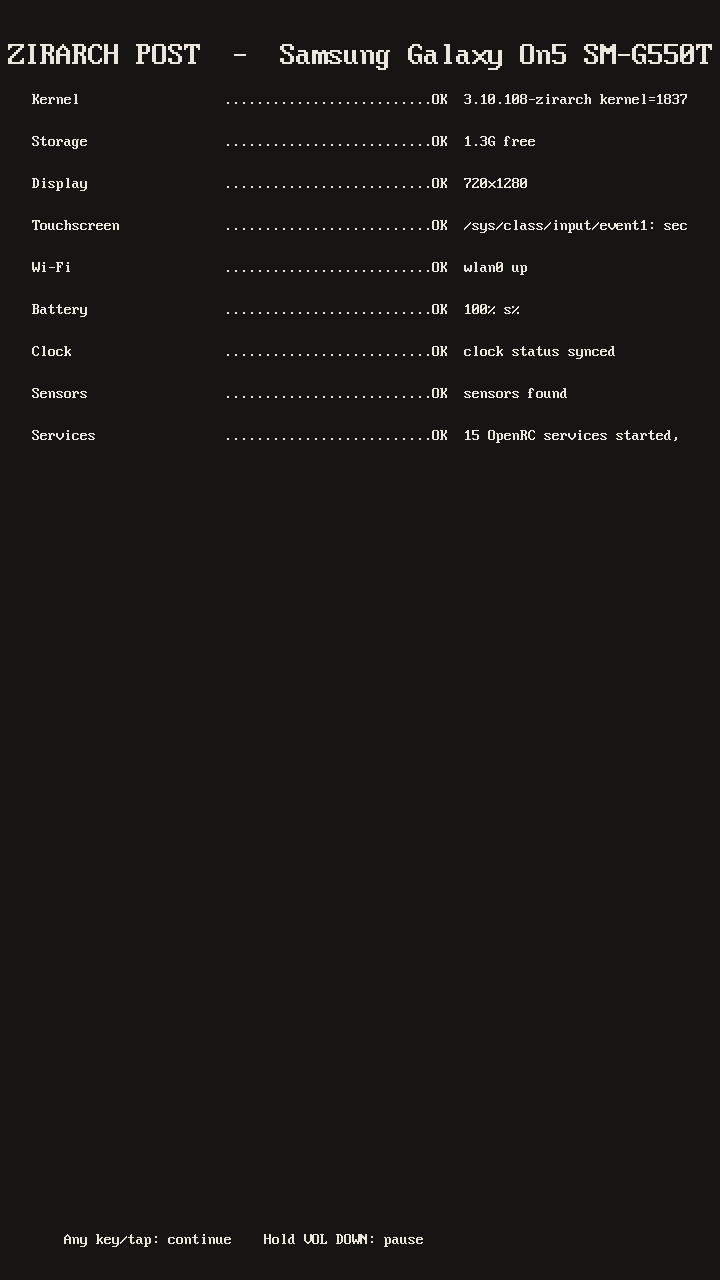 ZIRARCH POST  -  Samsung Galaxy On5 SM-G550T
Kernel ..........................OK 3.10.108-zirarch kernel=1837
Storage ..........................OK 1.3G free
Display ..........................OK 720x1280
Touchscreen ..........................OK /sys/class/input/event1: sec
Wi-Fi ..........................OK wlan0 up
Battery ..........................OK 100% s%
Clock ..........................OK clock status synced
Sensors ..........................OK sensors found
Services ..........................OK 15 OpenRC services started,
Any key/tap: continue    Hold VOL DOWN: pause